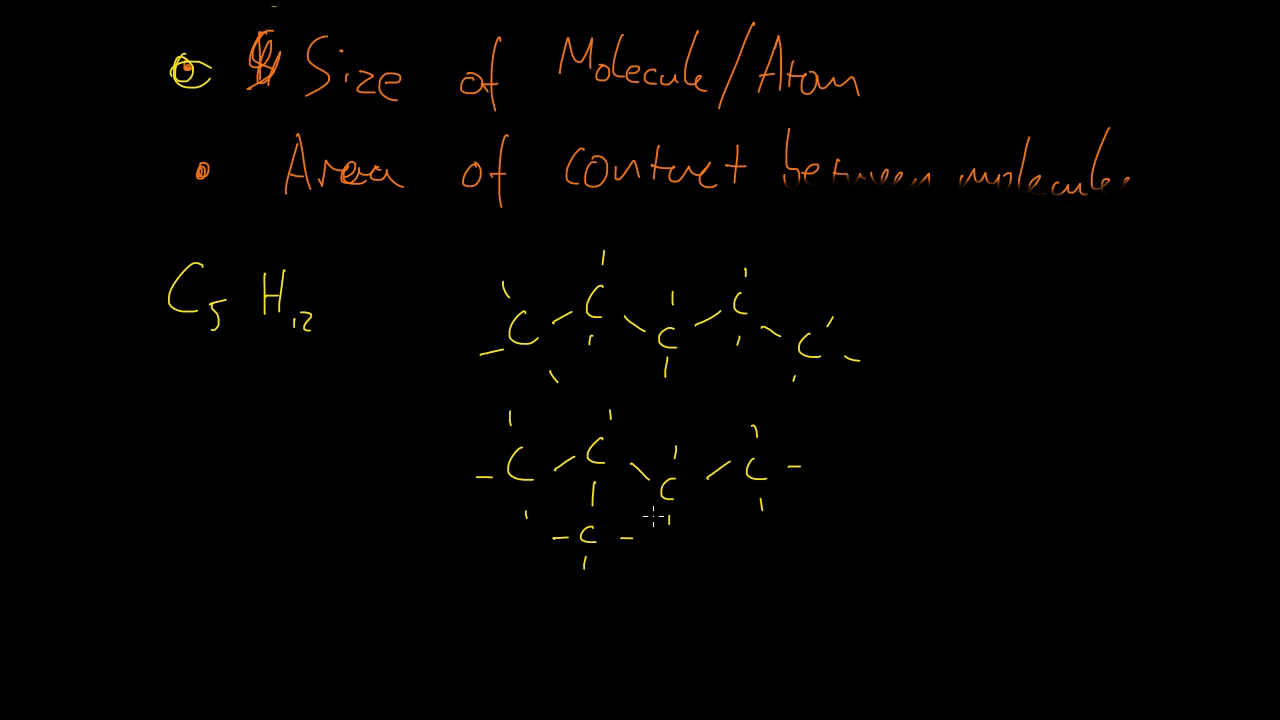 Size of Molecule/Atom
Area of contact between molecules
C5 H12
C C C C C
C C C C
C